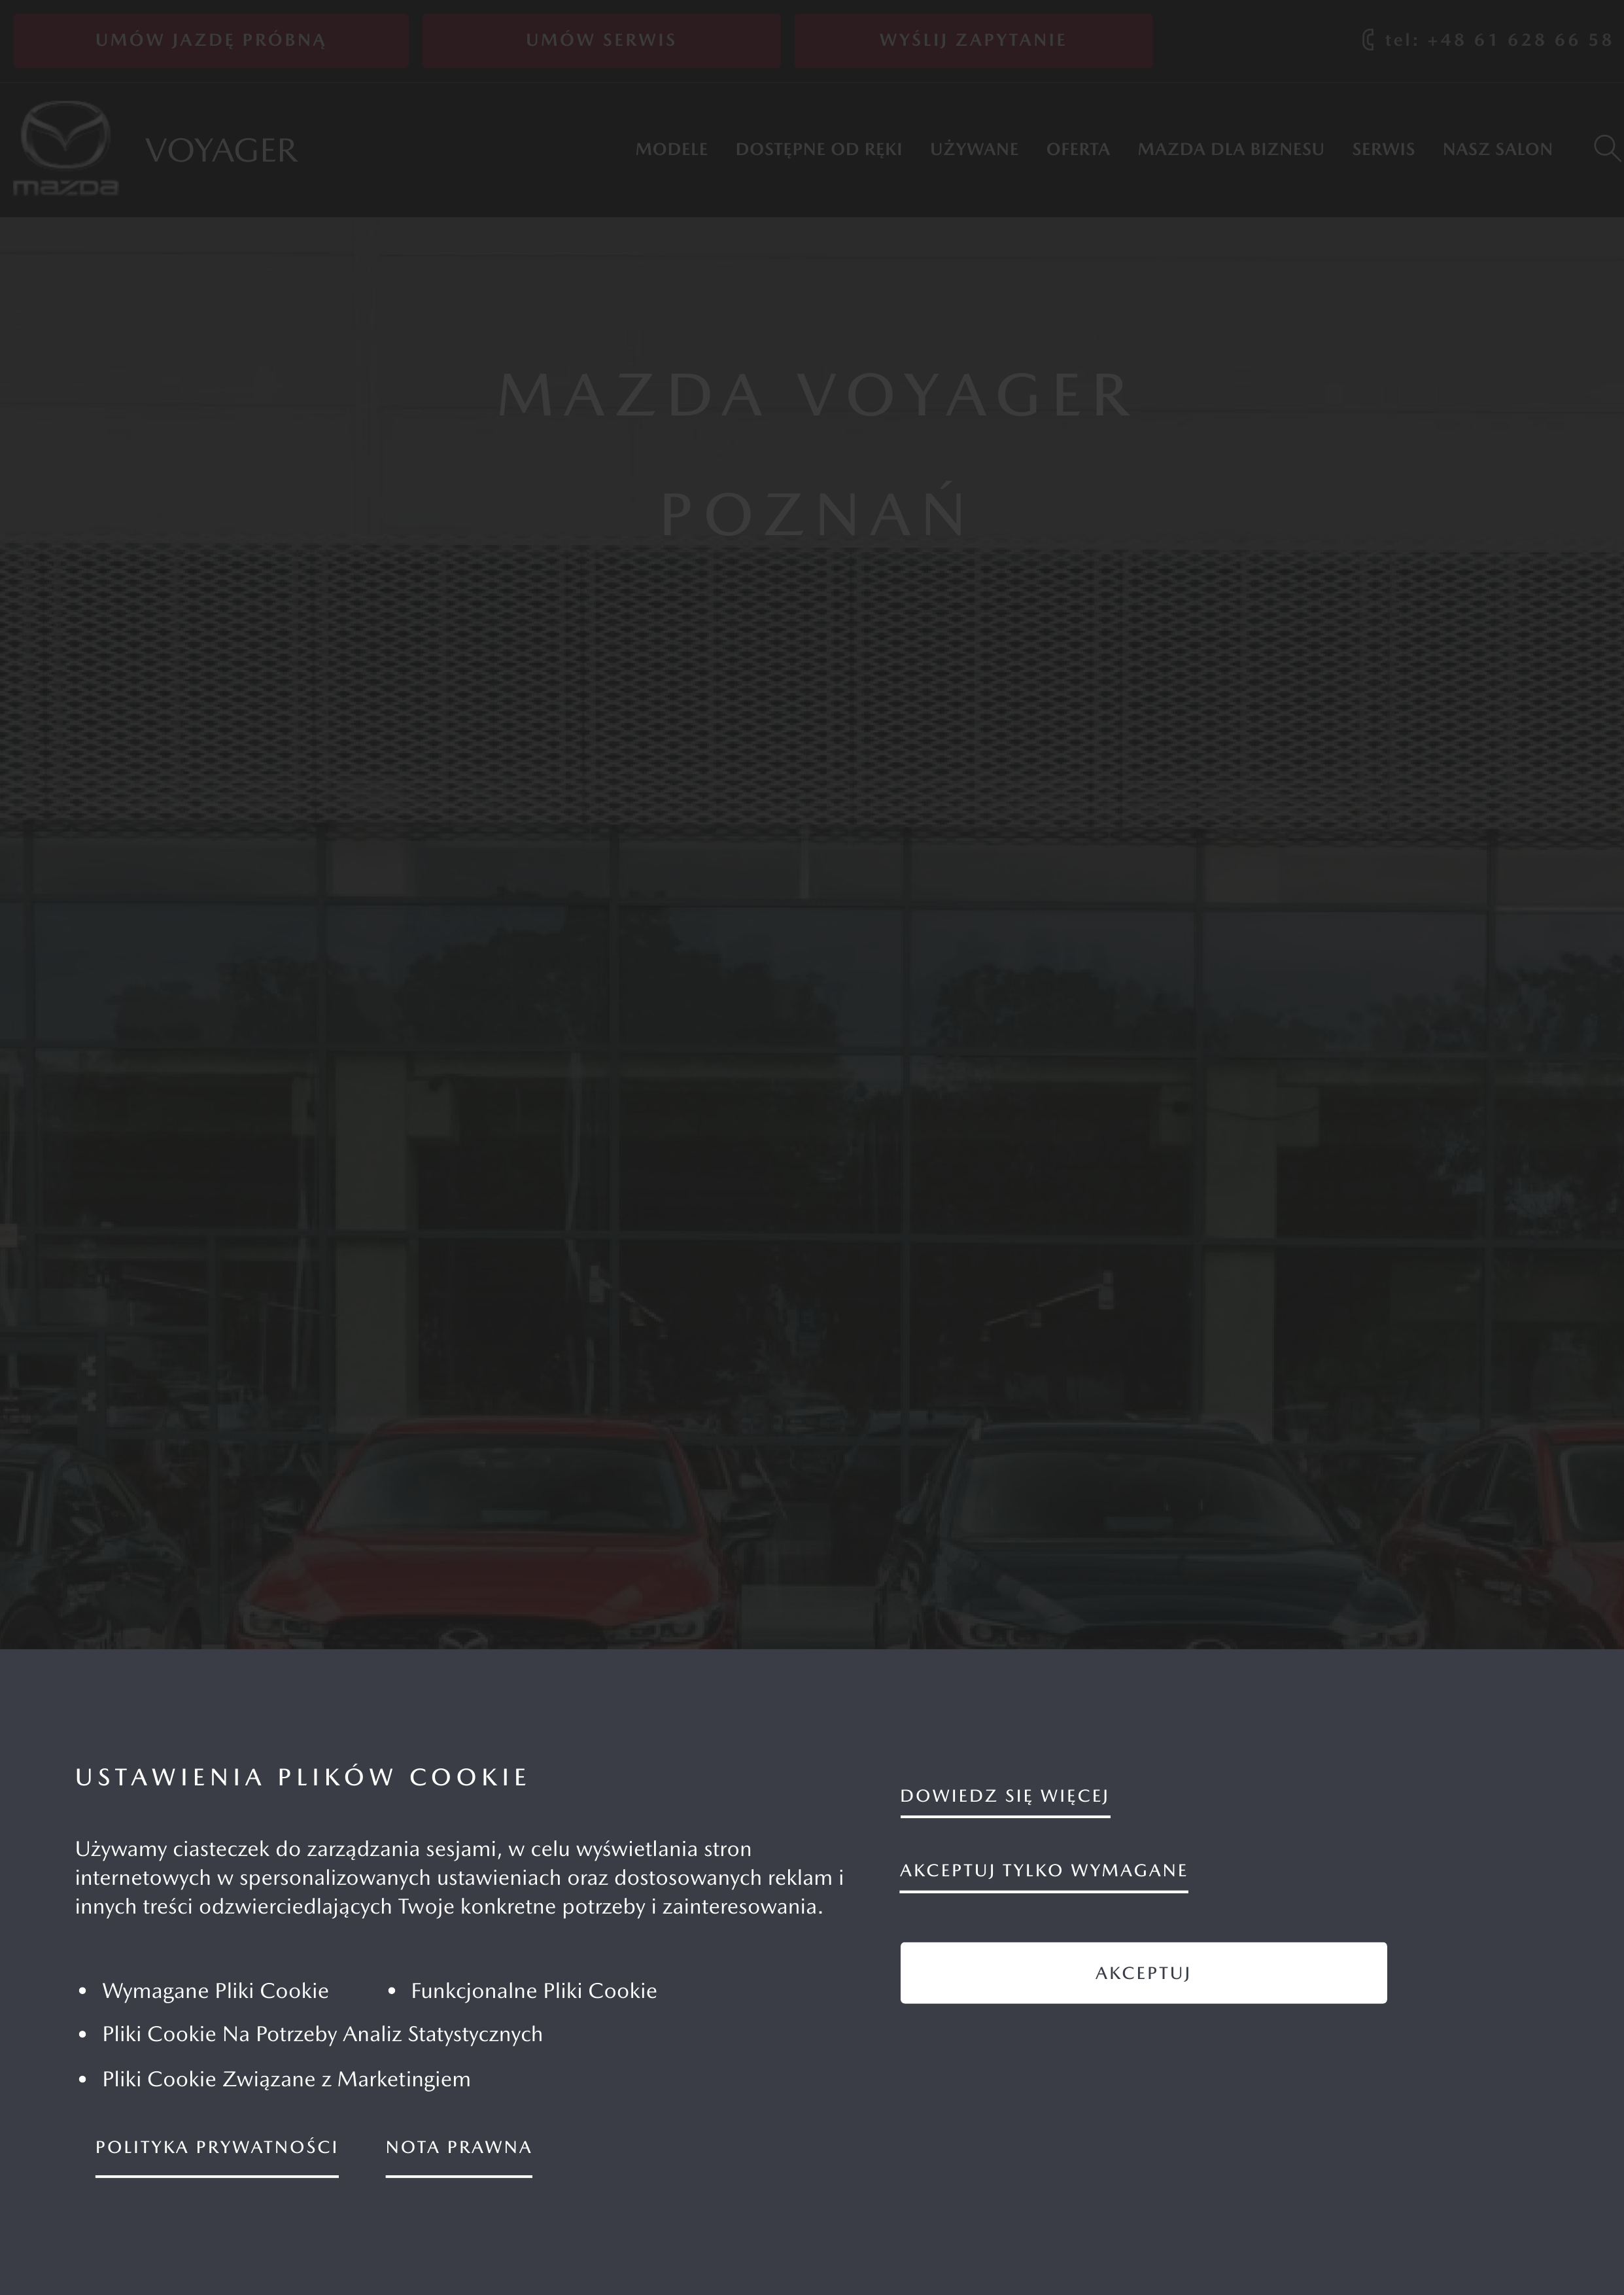 UMÓW JAZDĘ PRÓBNĄ
UMÓW SERWIS
WYŚLIJ ZAPYTANIE
tel: +48 61 628 66 58
mazda
VOYAGER
MODELE
DOSTĘPNE OD RĘKI
UŻYWANE
OFERTA
MAZDA DLA BIZNESU
SERWIS
NASZ SALON
MAZDA VOYAGER
POZNAŃ
USTAWIENIA PLIKÓW COOKIE
Używamy ciasteczek do zarządzania sesjami, w celu wyświetlania stron
internetowych w spersonalizowanych ustawieniach oraz dostosowanych reklam i
innych treści odzwierciedlających Twoje konkretne potrzeby i zainteresowania.
• Wymagane Pliki Cookie
• Funkcjonalne Pliki Cookie
• Pliki Cookie Na Potrzeby Analiz Statystycznych
• Pliki Cookie Związane z Marketingiem
POLITYKA PRYWATNOŚCI
NOTA PRAWNA
DOWIEDZ SIĘ WIĘCEJ
AKCEPTUJ TYLKO WYMAGANE
AKCEPTUJ